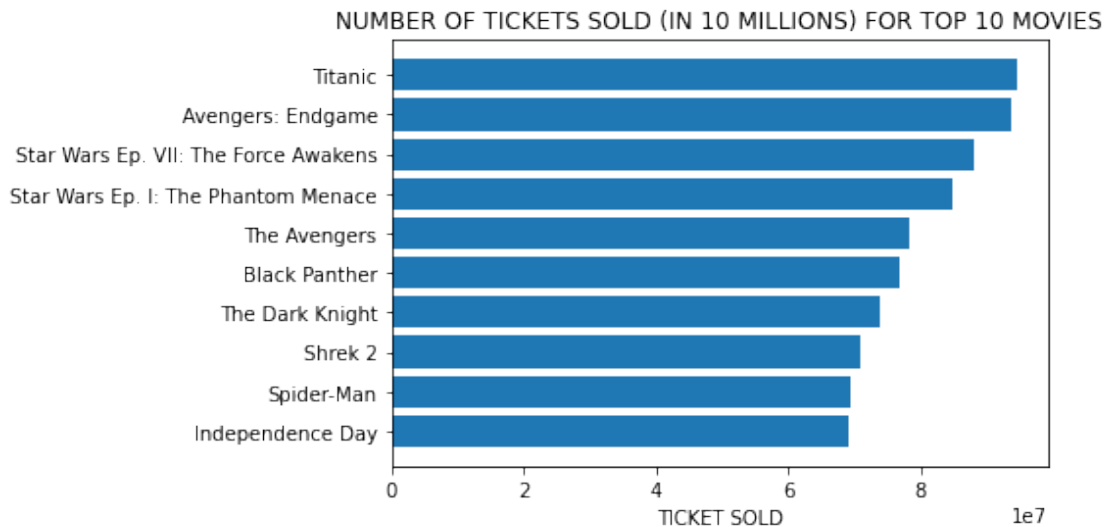 NUMBER OF TICKETS SOLD (IN 10 MILLIONS) FOR TOP 10 MOVIES
Titanic
Avengers: Endgame
Star Wars Ep. VII: The Force Awakens
Star Wars Ep. I: The Phantom Menace
The Avengers
Black Panther
The Dark Knight
Shrek 2
Spider-Man
Independence Day
0 2 4 6 8
1e7
TICKET SOLD